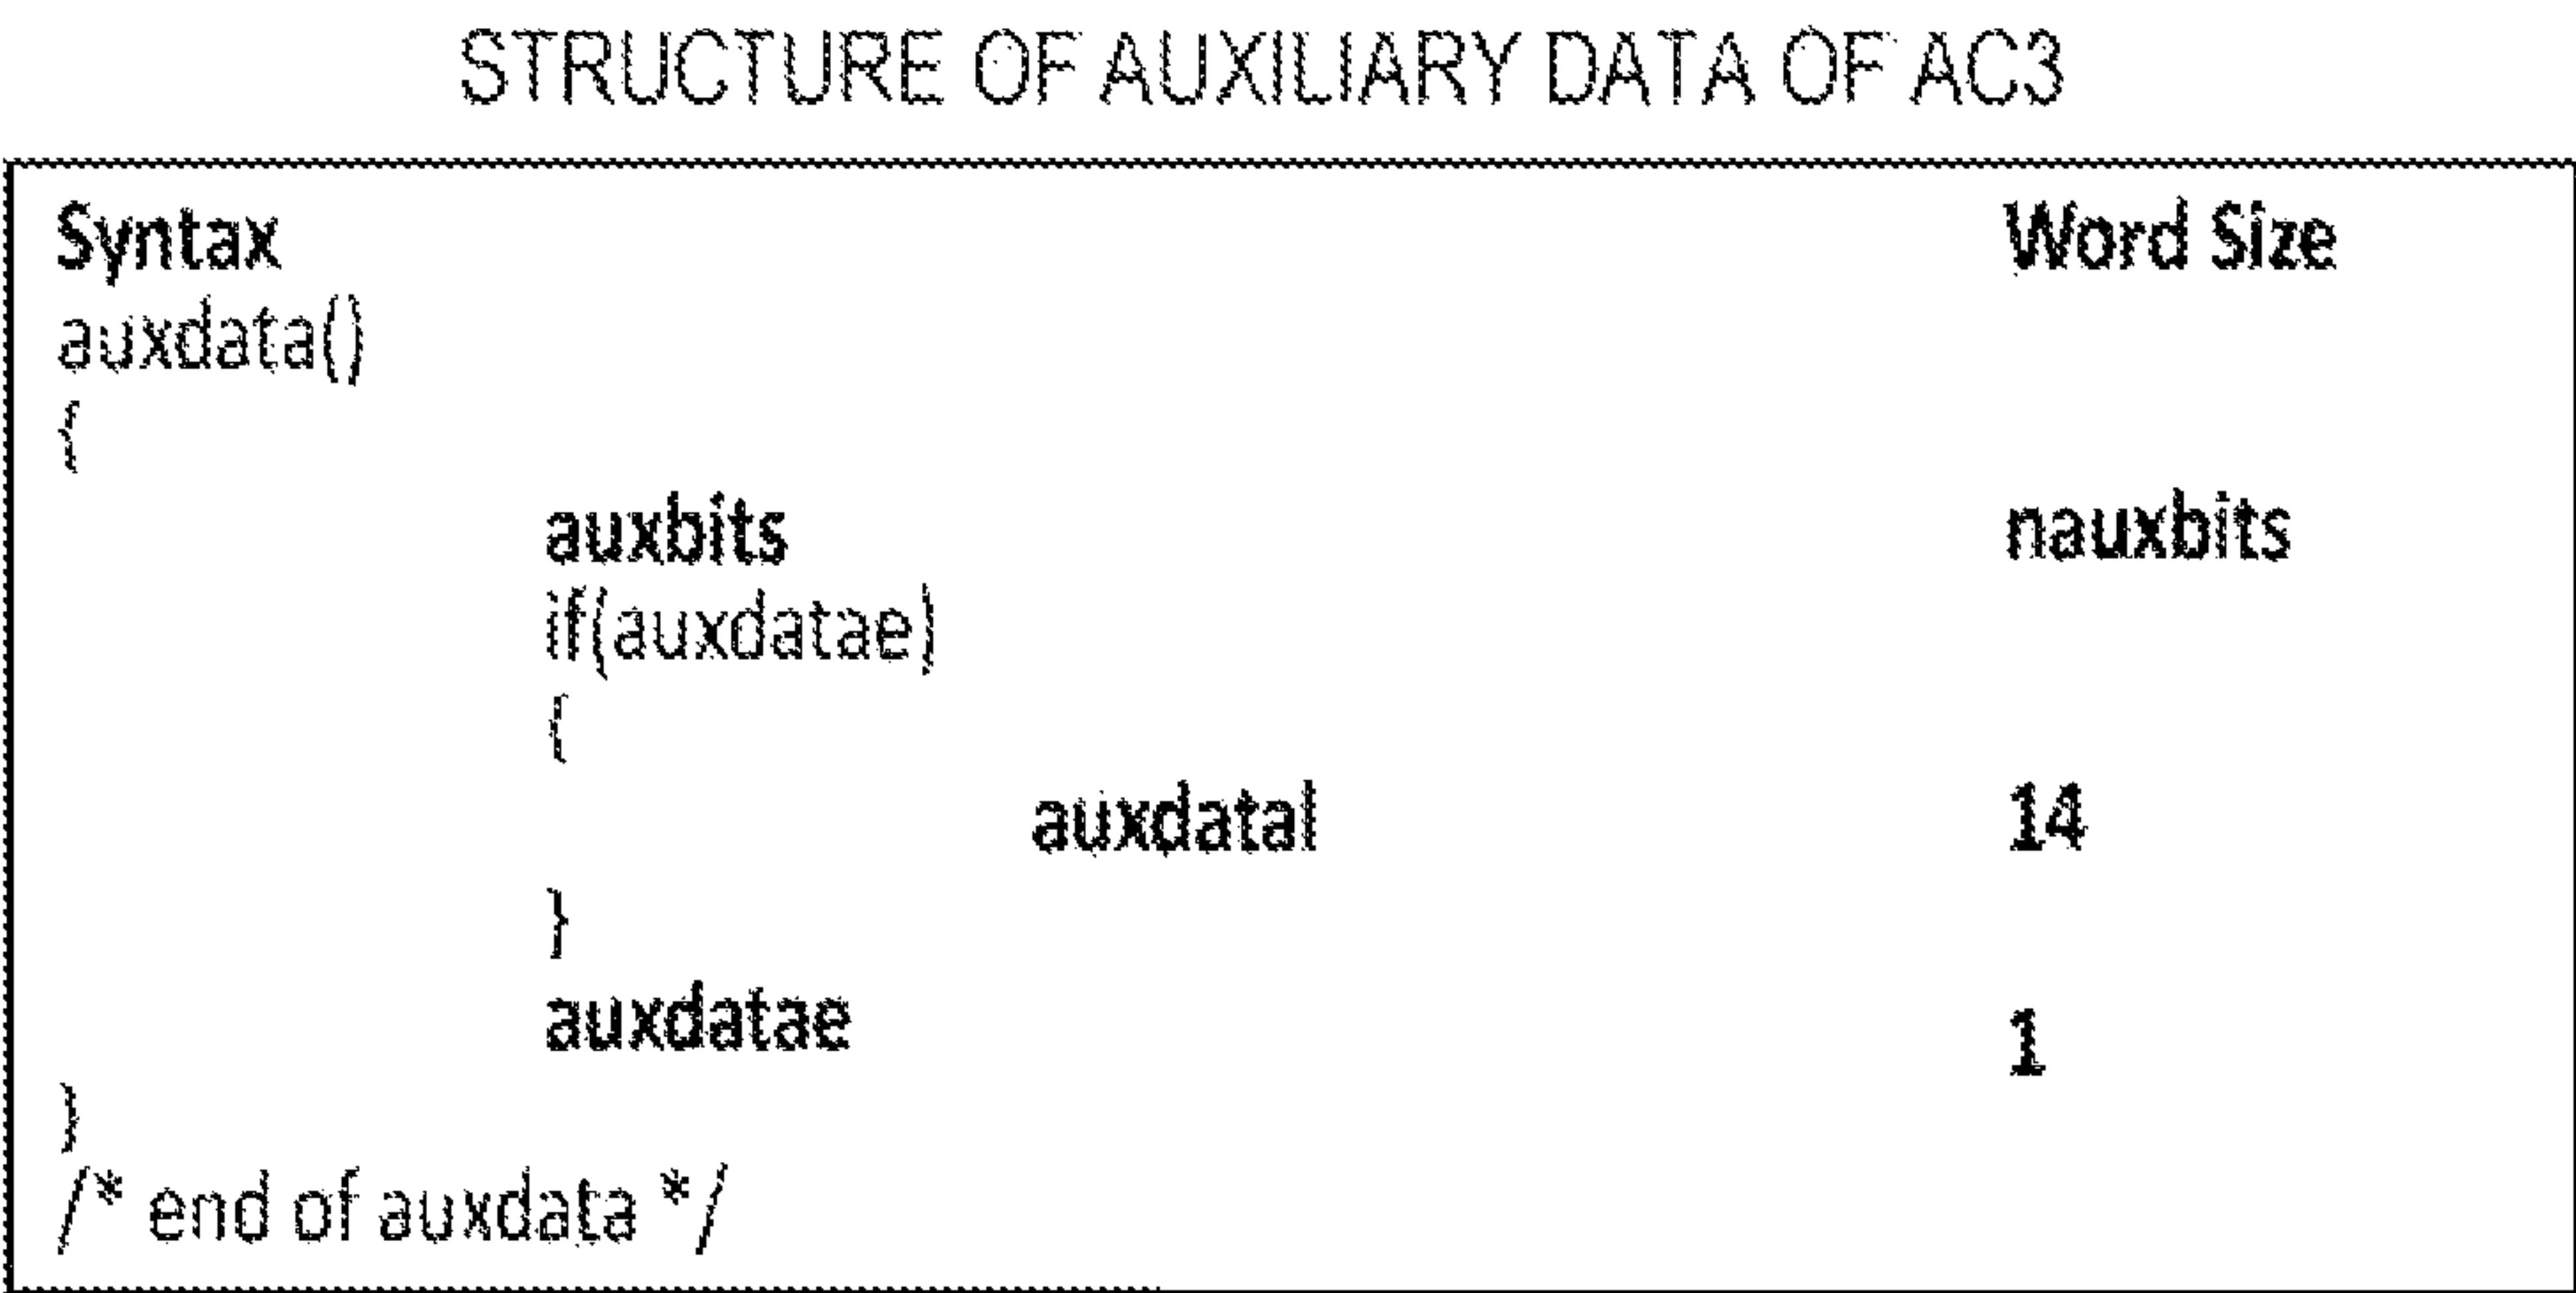 STRUCTURE OF AUXILIARY DATA OF AC3
Syntax Word Size
auxdata()
{
auxbits nauxbits
if(auxdatae)
{
auxdatal 14
}
auxdatae 1
}
/* end of auxdata */